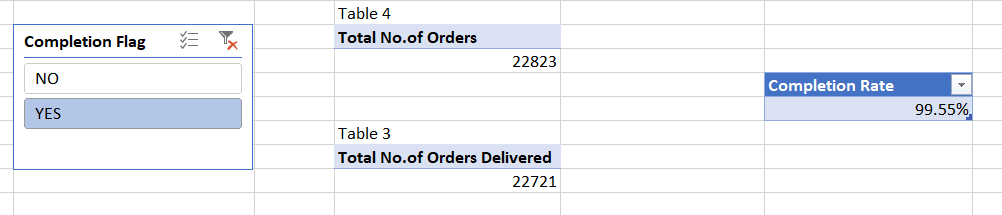 Table 4
Completion Flag
Total No.of Orders
22823
NO
Completion Rate
YES
99.55%
Table 3
Total No.of Orders Delivered
22721